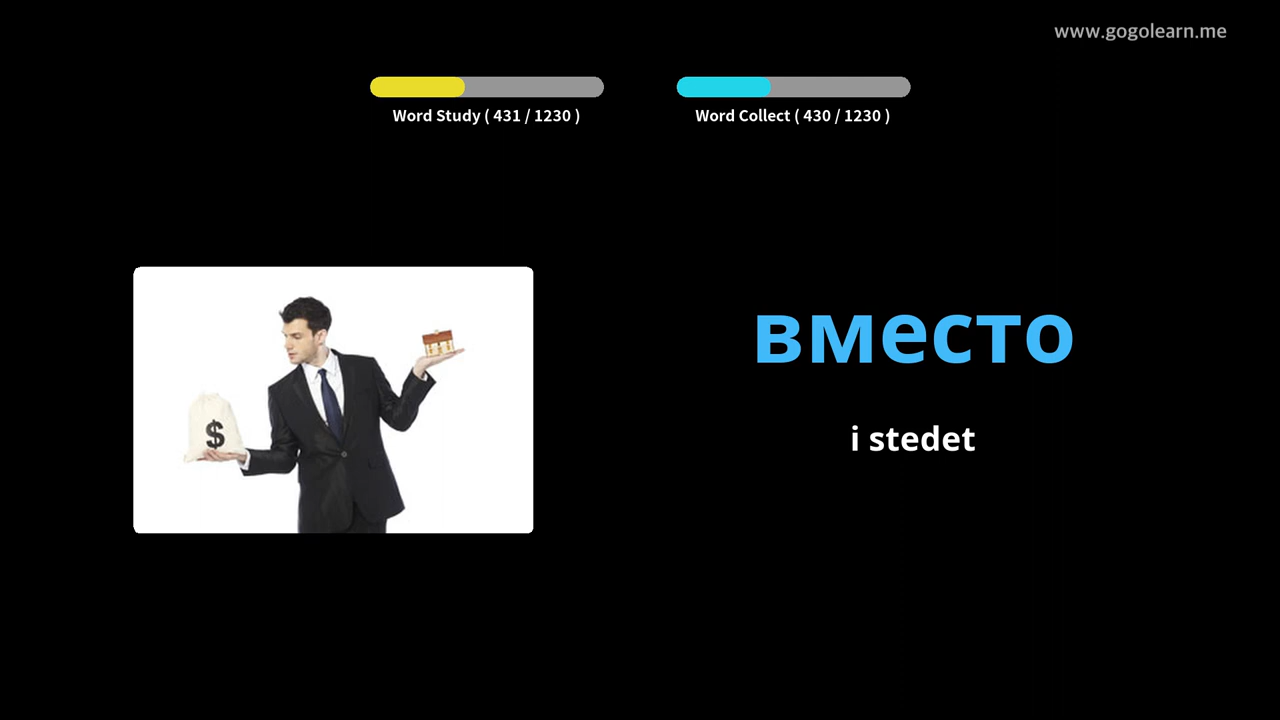 www.gogolearn.me
Word Study ( 431 / 1230 )
Word Collect ( 430 / 1230 )
вместо
i stedet
$